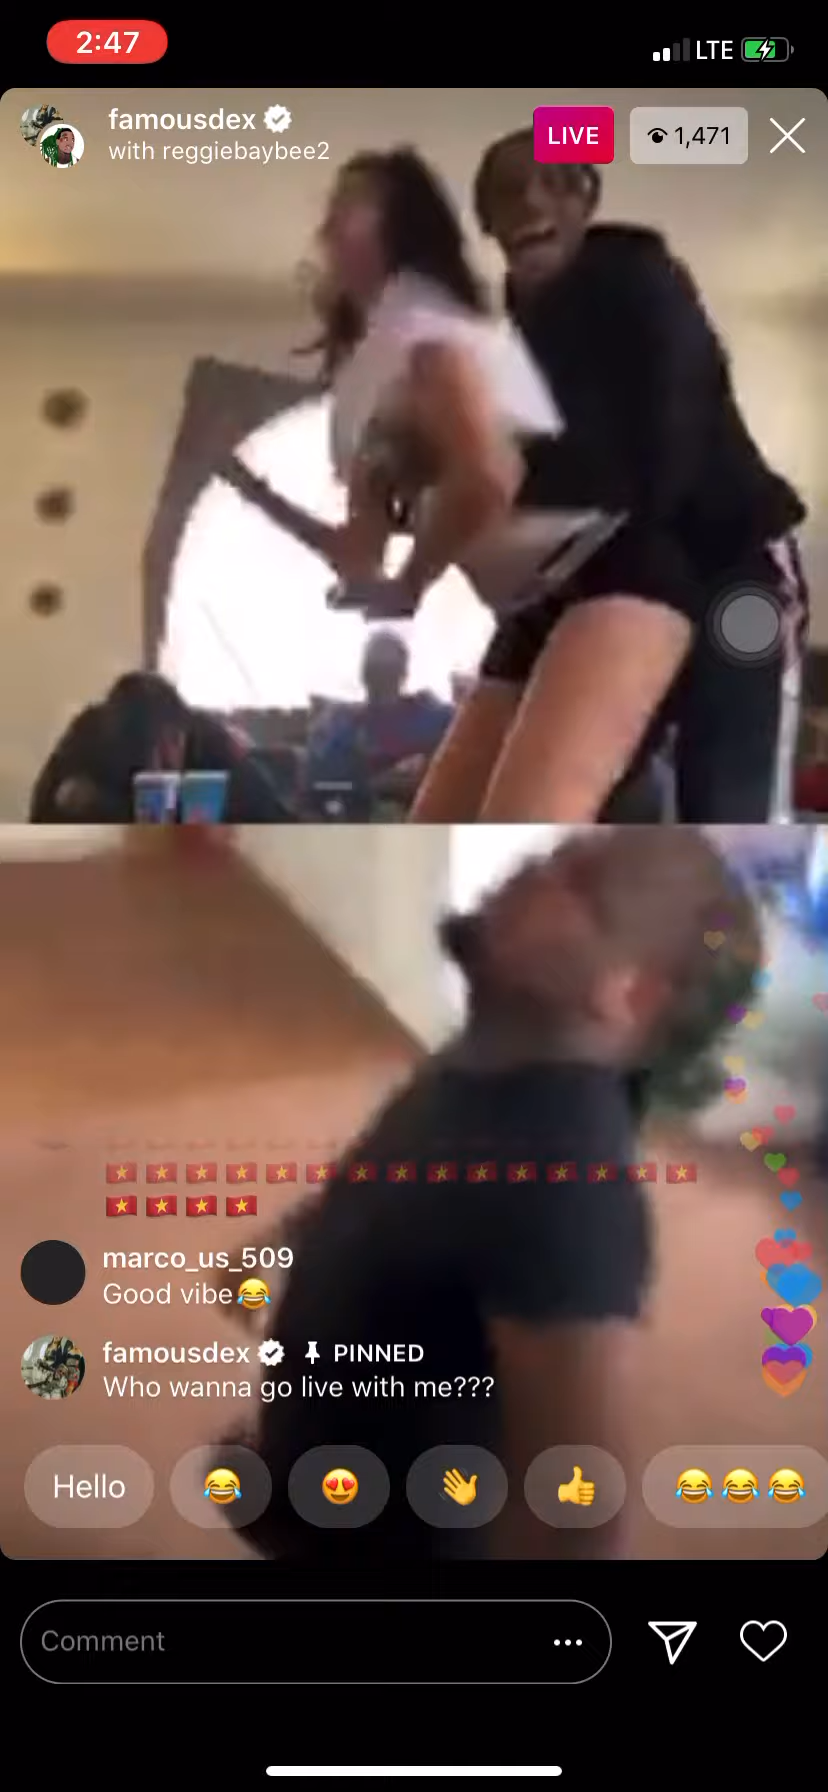 2:47
LTE
famousdex
with reggiebaybee2
LIVE
1,471
marco_us_509
Good vibe😂
famousdex PINNED
Who wanna go live with me???
Hello
Comment